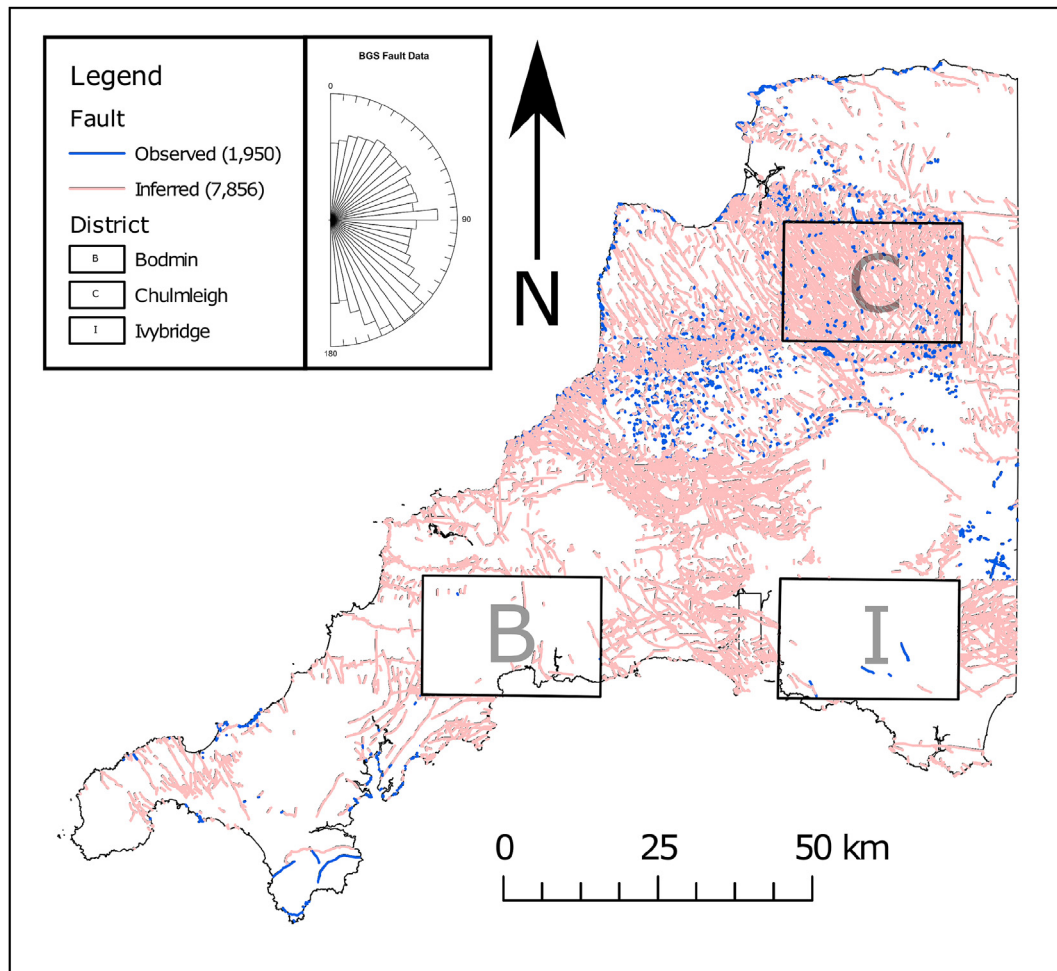 Legend
Fault
Observed (1,950)
Inferred (7,856)
District
B Bodmin
C Chulmleigh
I Ivybridge
BGS Fault Data
0
90
180
N
C
B
I
0 25 50 km